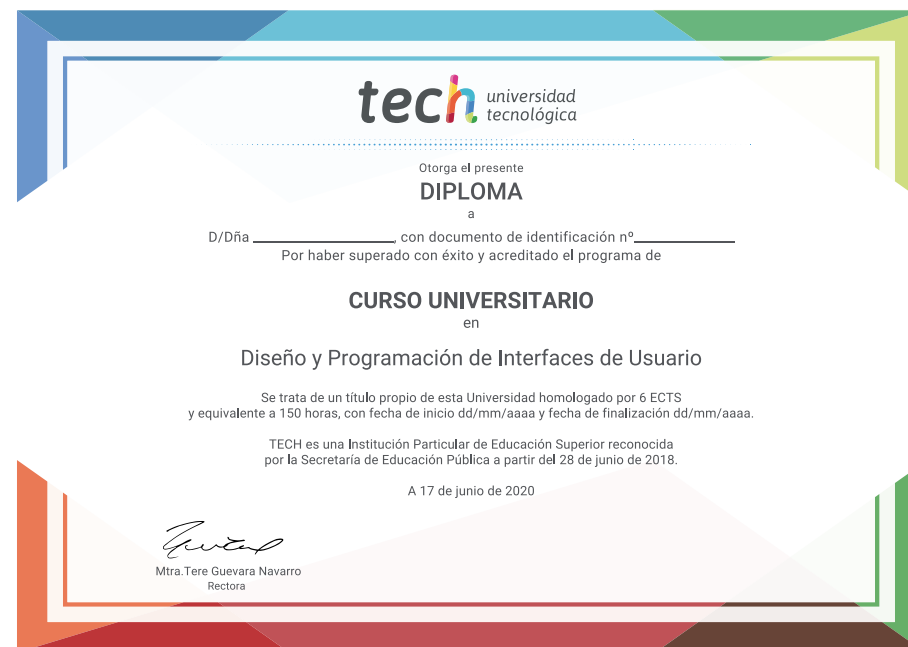 tech universidad
tecnológica
Otorga el presente
DIPLOMA
a
D/Dña ____________________, con documento de identificación nº______________
Por haber superado con éxito y acreditado el programa de
CURSO UNIVERSITARIO
en
Diseño y Programación de Interfaces de Usuario
Se trata de un título propio de esta Universidad homologado por 6 ECTS
y equivalente a 150 horas, con fecha de inicio dd/mm/aaaa y fecha de finalización dd/mm/aaaa.
TECH es una Institución Particular de Educación Superior reconocida
por la Secretaría de Educación Pública a partir del 28 de junio de 2018.
A 17 de junio de 2020
Mtra.Tere Guevara Navarro
Rectora